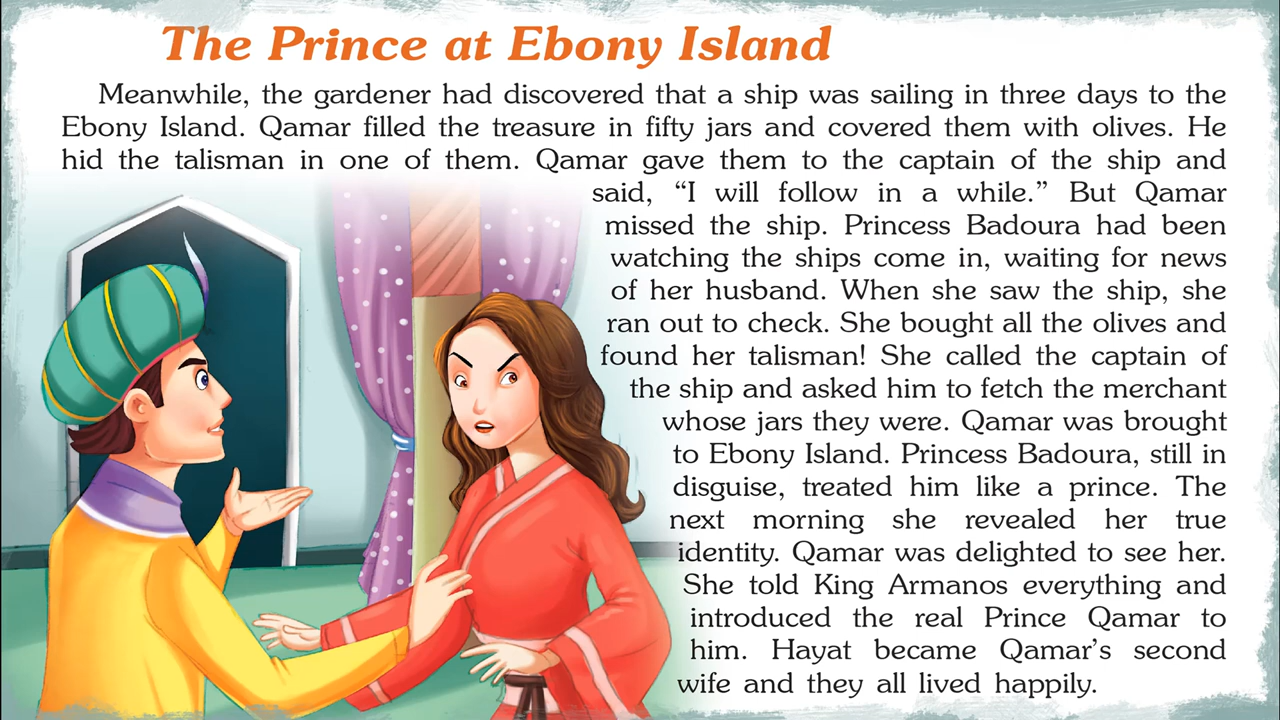 The Prince at Ebony Island
Meanwhile, the gardener had discovered that a ship was sailing in three days to the
Ebony Island. Qamar filled the treasure in fifty jars and covered them with olives. He
hid the talisman in one of them. Qamar gave them to the captain of the ship and
said, “I will follow in a while.” But Qamar
missed the ship. Princess Badoura had been
watching the ships come in, waiting for news
of her husband. When she saw the ship, she
ran out to check. She bought all the olives and
found her talisman! She called the captain of
the ship and asked him to fetch the merchant
whose jars they were. Qamar was brought
to Ebony Island. Princess Badoura, still in
disguise, treated him like a prince. The
next morning she revealed her true
identity. Qamar was delighted to see her.
She told King Armanos everything and
introduced the real Prince Qamar to
him. Hayat became Qamar’s second
wife and they all lived happily.